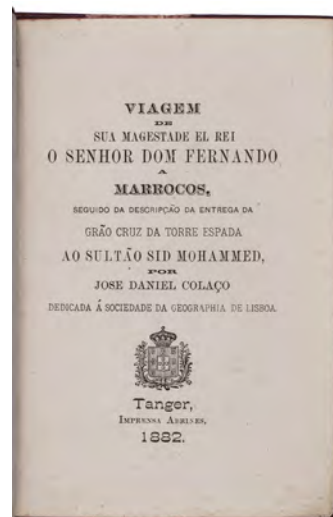 VIAGEM
DE
SUA MAGESTADE EL REI
O SENHOR DOM FERNANDO
A
MARROCOS,
SEGUIDO DA DESCRIPÇÃO DA ENTREGA DA
GRÃO CRUZ DA TORRE ESPADA
AO SULTÃO SID MOHAMMED,
POR
JOSE DANIEL COLAÇO
DEDICADA Á SOCIEDADE DA GEOGRAPHIA DE LISBOA.
Tanger,
IMPRENSA ABRINES,
1882.